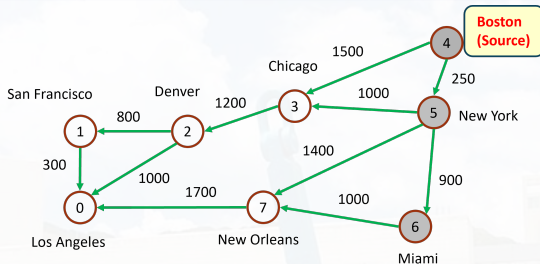 Boston
(Source)
4
1500
250
Chicago
San Francisco
Denver
3
1000
5
New York
1200
800
1
2
300
1000
1400
900
0
1700
7
1000
6
Los Angeles
New Orleans
Miami